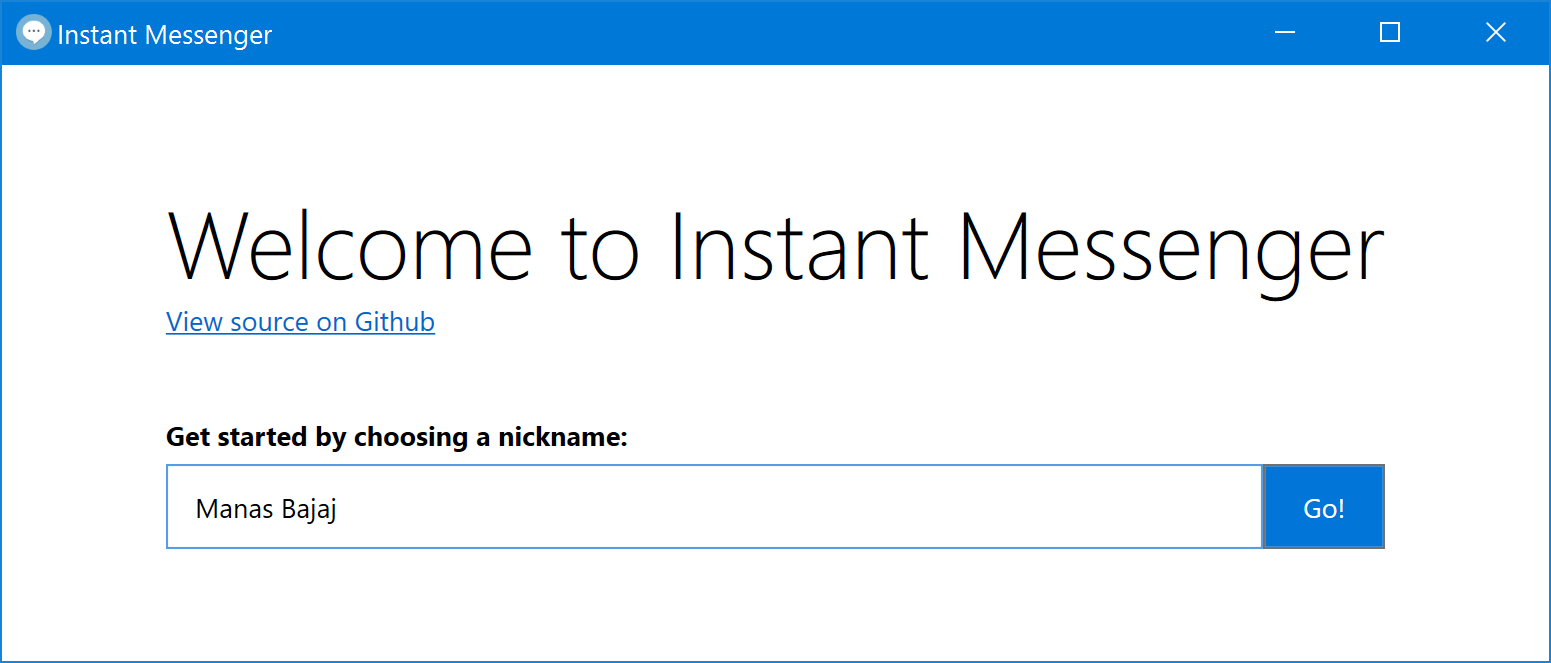 Instant Messenger
Welcome to Instant Messenger
View source on Github
Get started by choosing a nickname:
Manas Bajaj
Go!